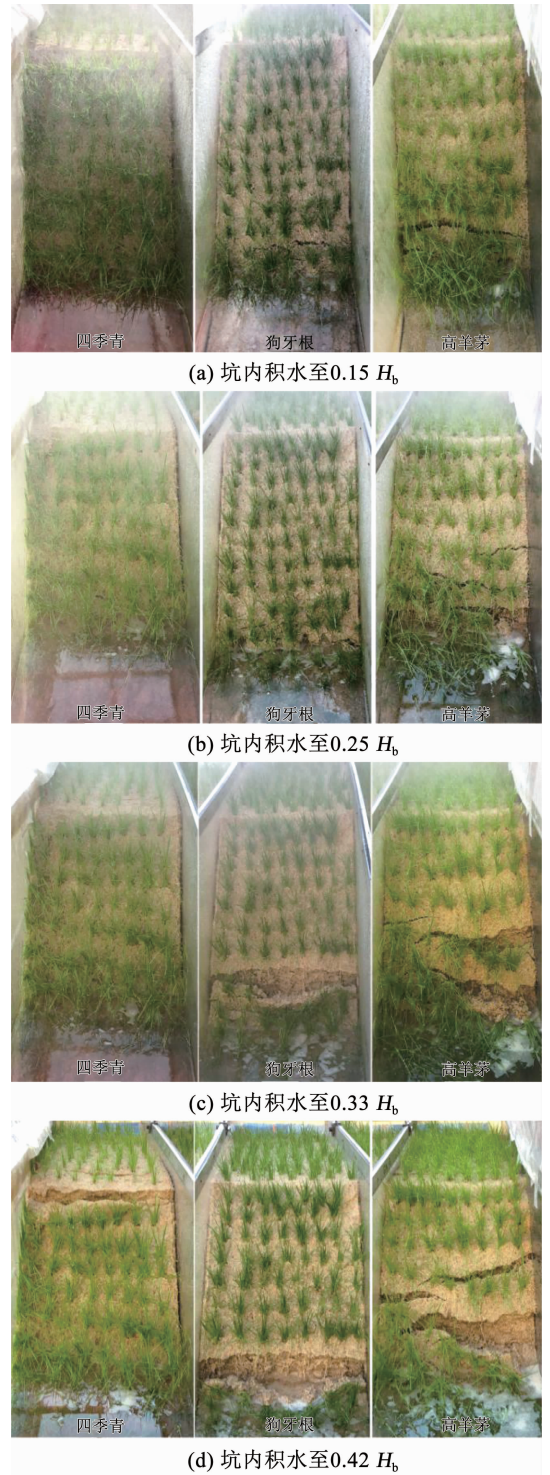 四季青 狗牙根 高羊茅
(a) 坑内积水至0.15 Hb
四季青 狗牙根 高羊茅
(b) 坑内积水至0.25 Hb
四季青 狗牙根 高羊茅
(c) 坑内积水至0.33 Hb
四季青 狗牙根 高羊茅
(d) 坑内积水至0.42 Hb